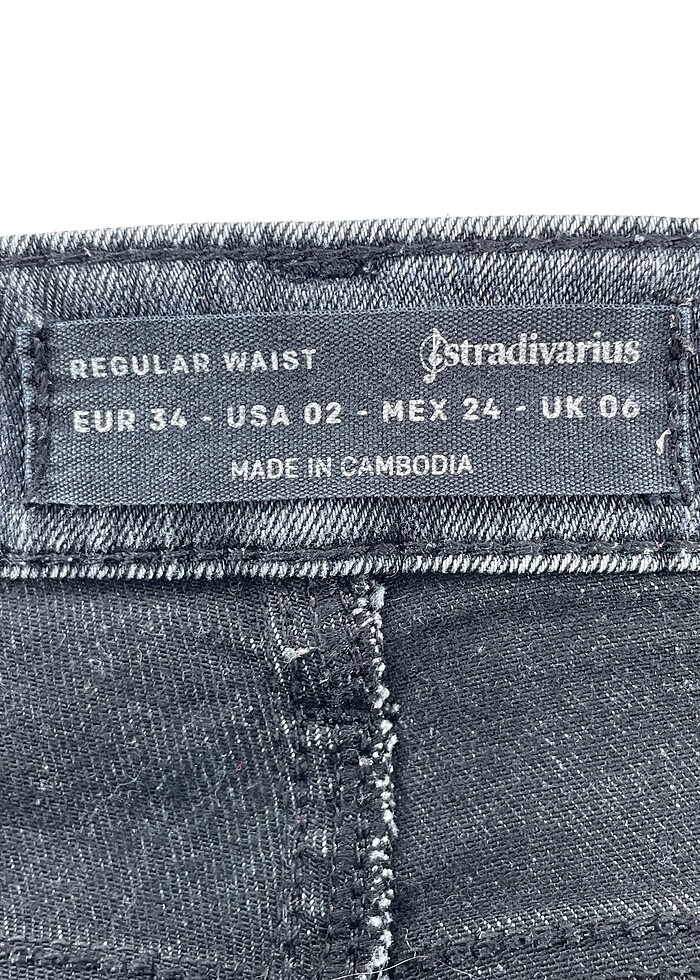 REGULAR WAIST stradivarius
EUR 34 - USA 02 - MEX 24 - UK 06
MADE IN CAMBODIA